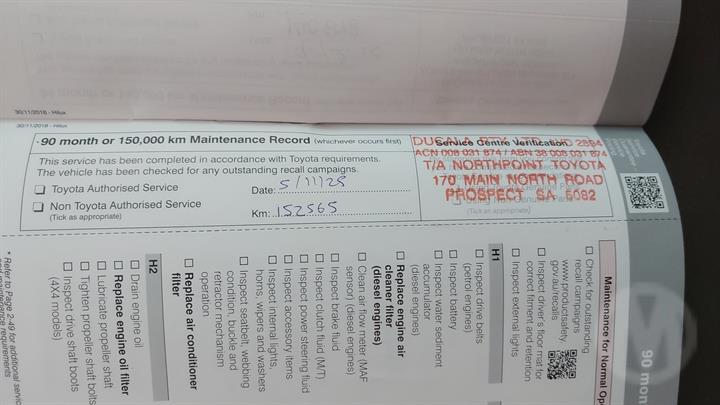 30/11/2018 - Hilux
30/11/2018 - Hilux
- 90 month or 150,000 km Maintenance Record (whichever occurs first)
This service has been completed in accordance with Toyota requirements.
The vehicle has been checked for any outstanding recall campaigns.
Toyota Authorised Service
Non Toyota Authorised Service
(Tick as appropriate)
Date: 5/11/25
Km: 152565
Service Centre Verification
DUCALA PTY LTD
ACN 008 031 874 / ABN 38 008 031 874
T/A NORTHPOINT TOYOTA
170 MAIN NORTH ROAD
PROSPECT SA 5082
(Tick as appropriate)
90 mon
Maintenance for Normal Op
Check for outstanding
recall campaigns
www.productsafety.
gov.au/recalls
Inspect driver's floor mat for
correct fitment and retention
Inspect external lights
H1
Inspect drive belts
(petrol engines)
Inspect battery
Inspect water sediment
accumulator
(diesel engines)
Replace engine air
cleaner filter
(diesel engines)
Clean air flow meter (MAF
sensor) (diesel engines)
Inspect brake fluid
Inspect clutch fluid (M/T)
Inspect power steering fluid
Inspect accessory items
Inspect internal lights,
horns, wipers and washers
Inspect seatbelt, webbing
condition, buckle and
retractor mechanism
operation
Replace air conditioner
filter
H2
Drain engine oil
Replace engine oil filter
Lubricate propeller shaft
Tighten propeller shaft bolts
Inspect drive shaft boots
(4X4 models)
* Refer to Page 2-49 for additional servic
and maintenance requirements